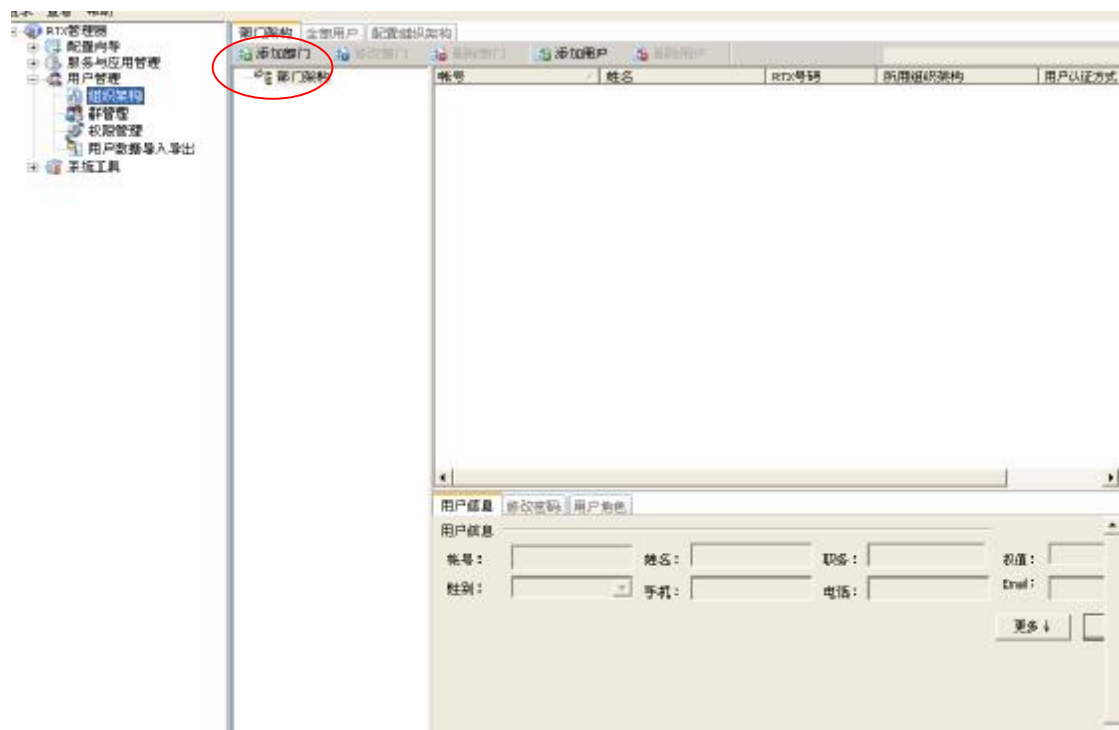 RTX管理器
配置向导
服务与应用管理
用户管理
组织架构
群管理
权限管理
用户数据导入导出
系统工具
部门架构 全部用户 配置组织架构
添加部门 修改部门 删除部门 添加用户 删除用户
部门架构
帐号 姓名 RTX号码 所用组织架构 用户认证方式
用户信息 修改密码 用户角色
用户信息
帐号： 姓名： 职务： 权值：
性别： 手机： 电话： Email：
更多↓